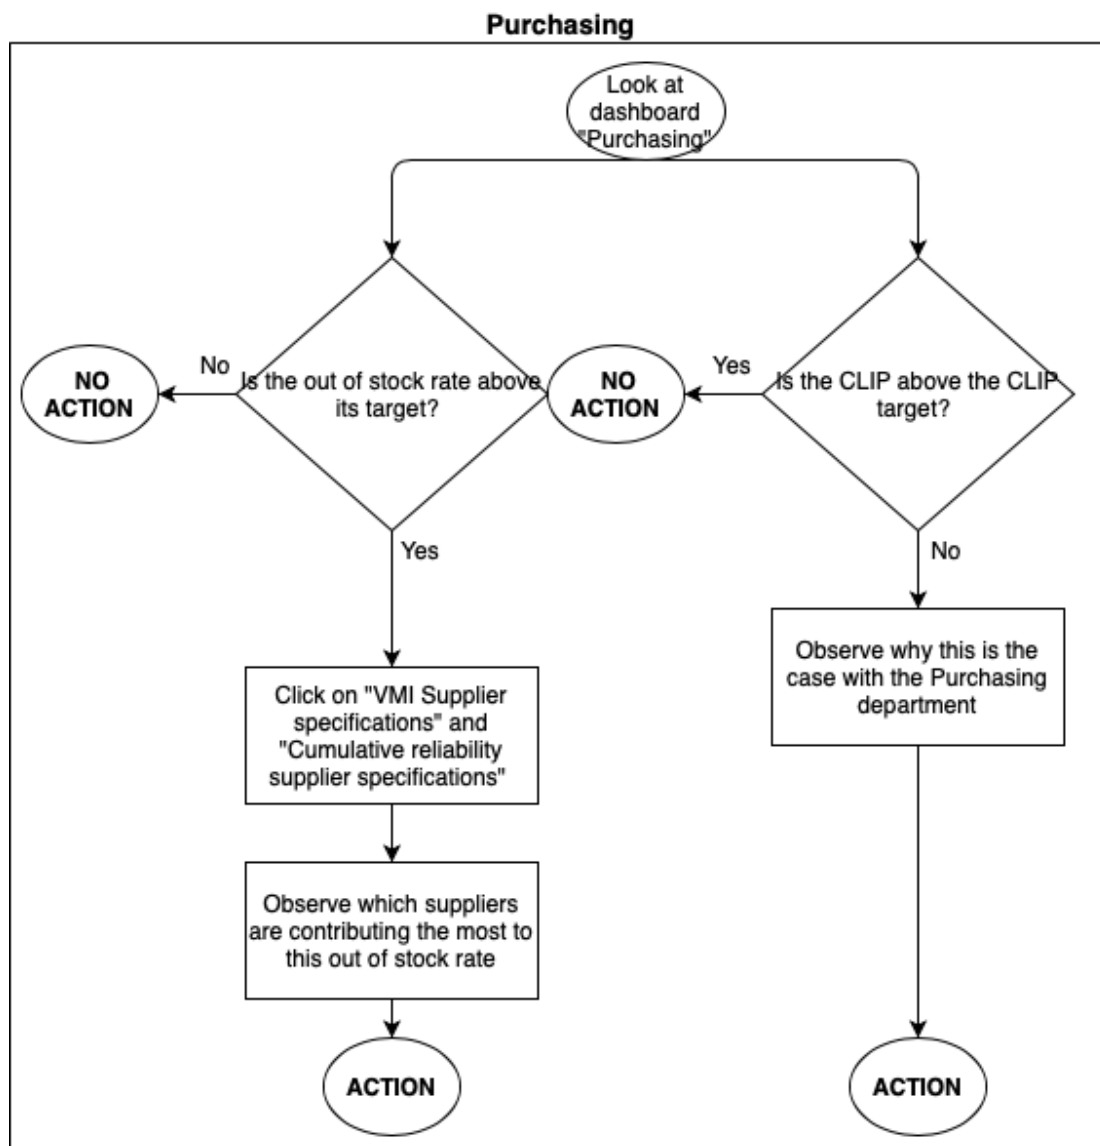 Purchasing
Look at
dashboard
"Purchasing"
No
NO
ACTION
Is the out of stock rate above
its target?
NO
ACTION
Yes
Is the CLIP above the CLIP
target?
Yes
No
Click on "VMI Supplier
specifications" and
"Cumulative reliability
supplier specifications"
Observe why this is the
case with the Purchasing
department
Observe which suppliers
are contributing the most to
this out of stock rate
ACTION
ACTION